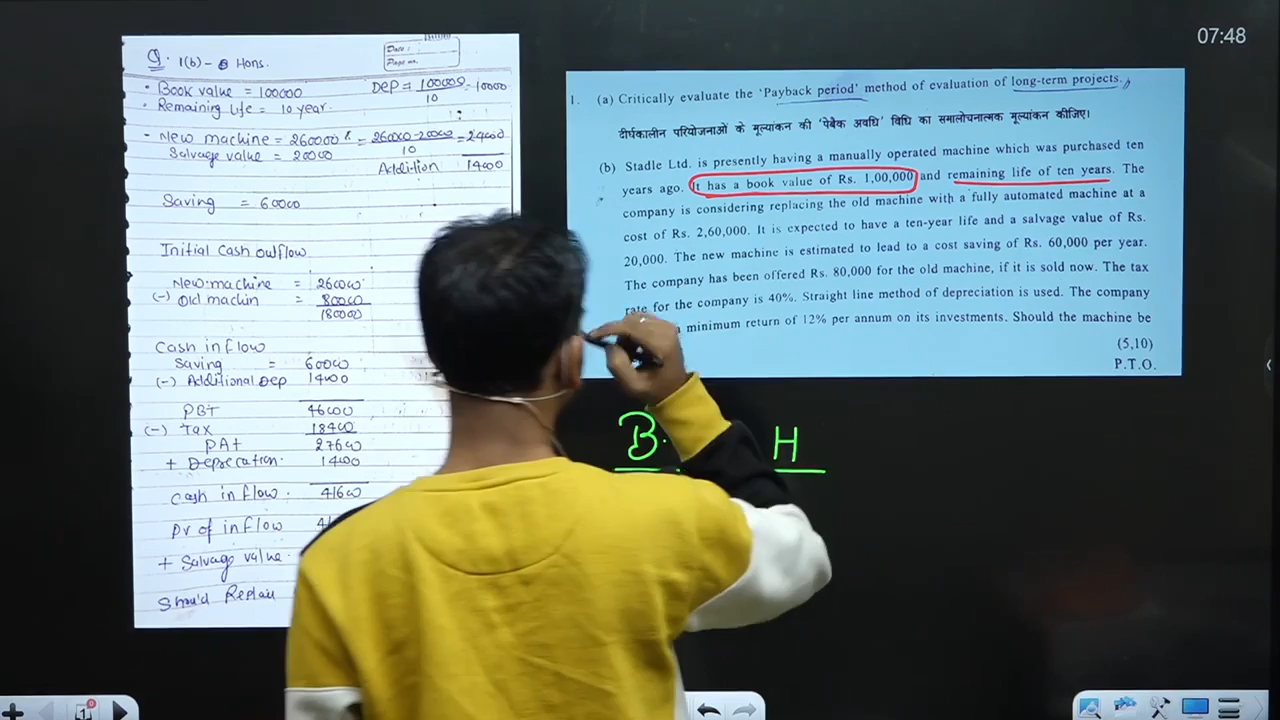 07:48
Q. 1(b) - Hons.
Date :
Page no.
• Book value = 100000
DEP = 100000 = 10000
10
• Remaining life = 10 year.
- New machine = 260000
= 260000-20000 = 24000
10
Salvage value = 20000
Addition 14000
Saving = 60000
Initial cash outflow
New machine = 260000
(-) Old machin = 80000
180000
Cash inflow
Saving = 60000
(-) Additional Dep 14000
PBT 46000
(-) Tax 18400
PAT 27600
+ Deprecation. 14000
Cash inflow. 41600
PV of inflow
+ Salvage value.
Should Replace
1. (a) Critically evaluate the 'Payback period' method of evaluation of long-term projects.
दीर्घकालीन परियोजनाओं के मूल्यांकन की 'पेबैक अवधि' विधि का समालोचनात्मक मूल्यांकन कीजिए।
(b) Stadle Ltd. is presently having a manually operated machine which was purchased ten
years ago. It has a book value of Rs. 1,00,000 and remaining life of ten years. The
company is considering replacing the old machine with a fully automated machine at a
cost of Rs. 2,60,000. It is expected to have a ten-year life and a salvage value of Rs.
20,000. The new machine is estimated to lead to a cost saving of Rs. 60,000 per year.
The company has been offered Rs. 80,000 for the old machine, if it is sold now. The tax
rate for the company is 40%. Straight line method of depreciation is used. The company
minimum return of 12% per annum on its investments. Should the machine be
(5,10)
P.T.O.
B. H
1